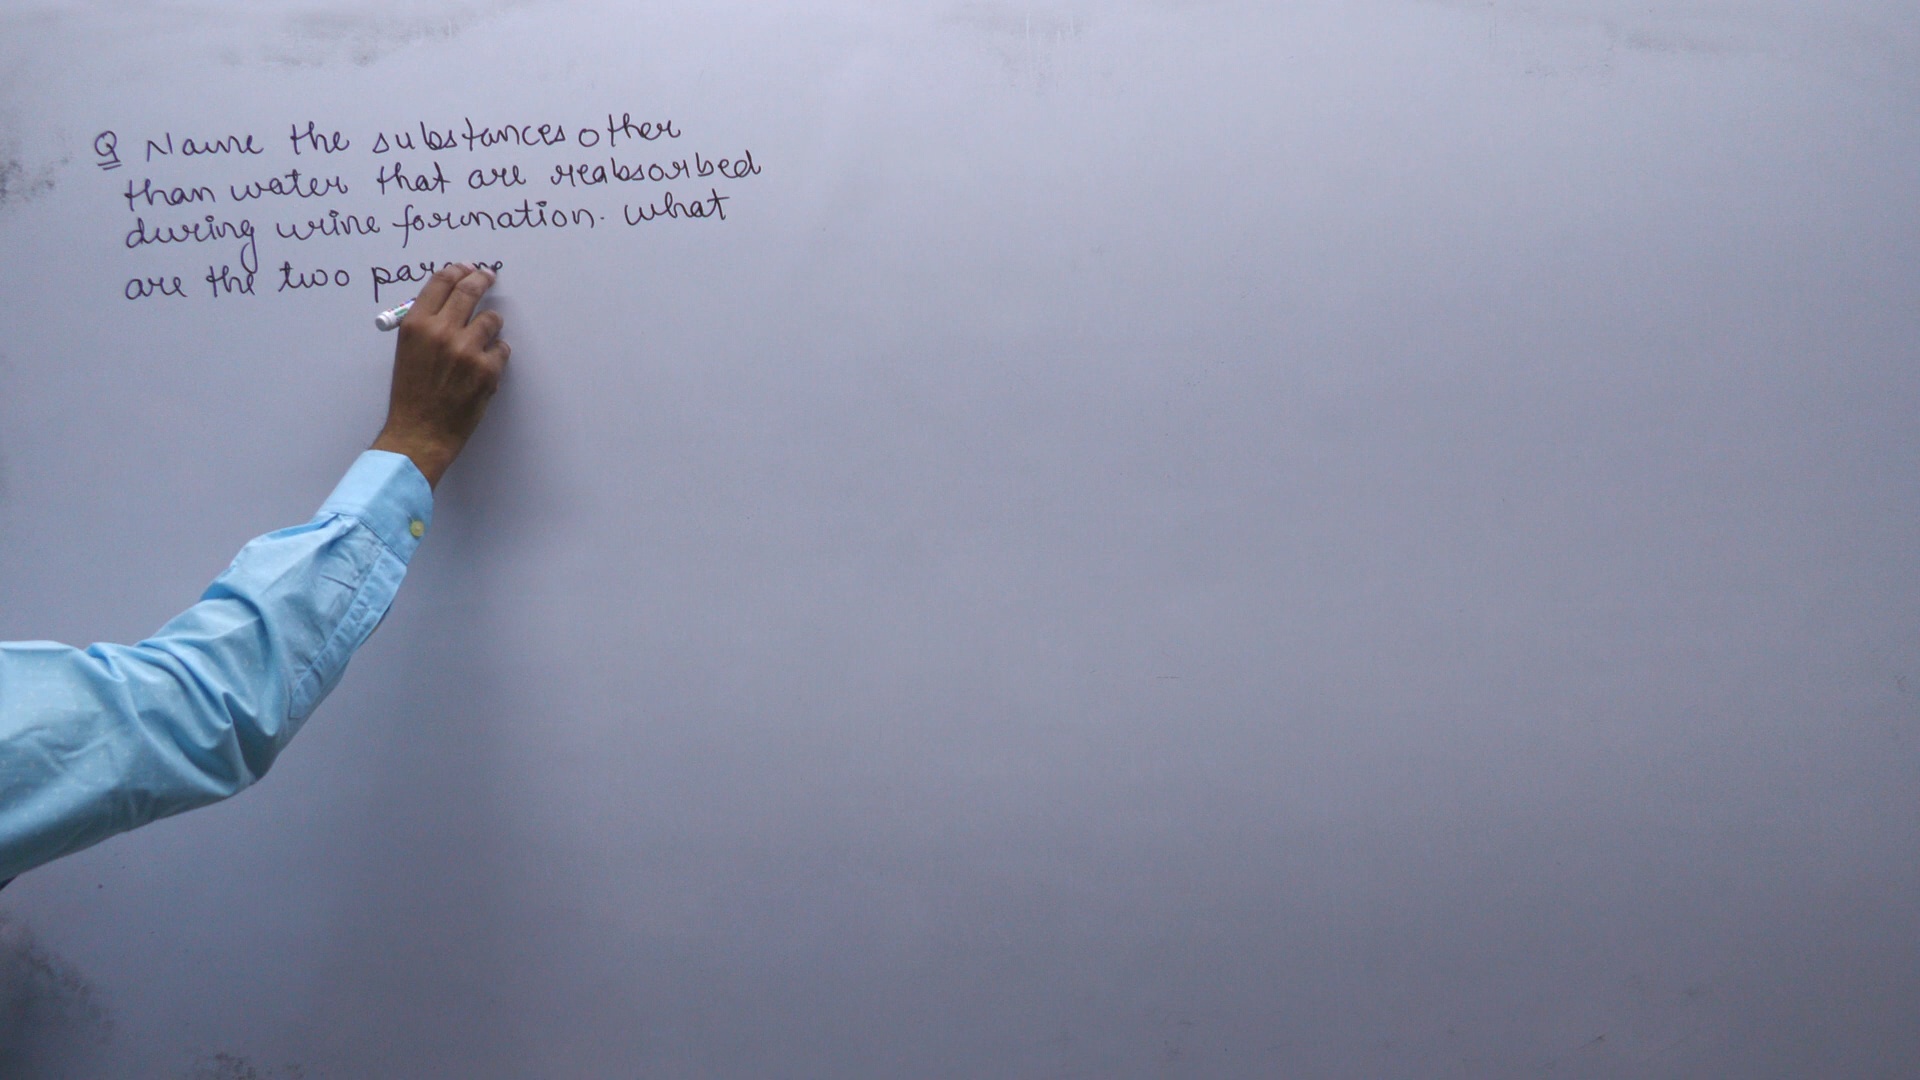 Q Name the substances other
than water that are reabsorbed
during urine formation. What
are the two